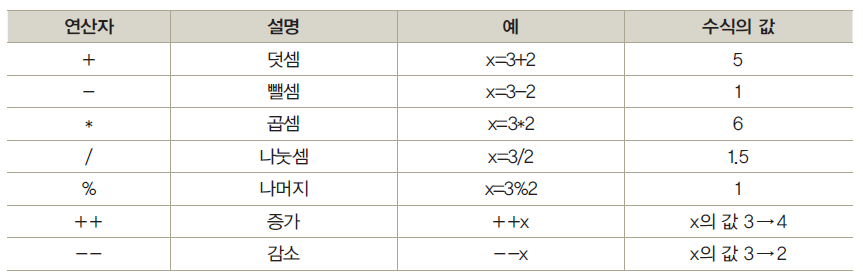 연산자 설명 예 수식의 값
+ 덧셈 x=3+2 5
- 뺄셈 x=3-2 1
* 곱셈 x=3*2 6
/ 나눗셈 x=3/2 1.5
% 나머지 x=3%2 1
++ 증가 ++x x의 값 3→4
-- 감소 --x x의 값 3→2